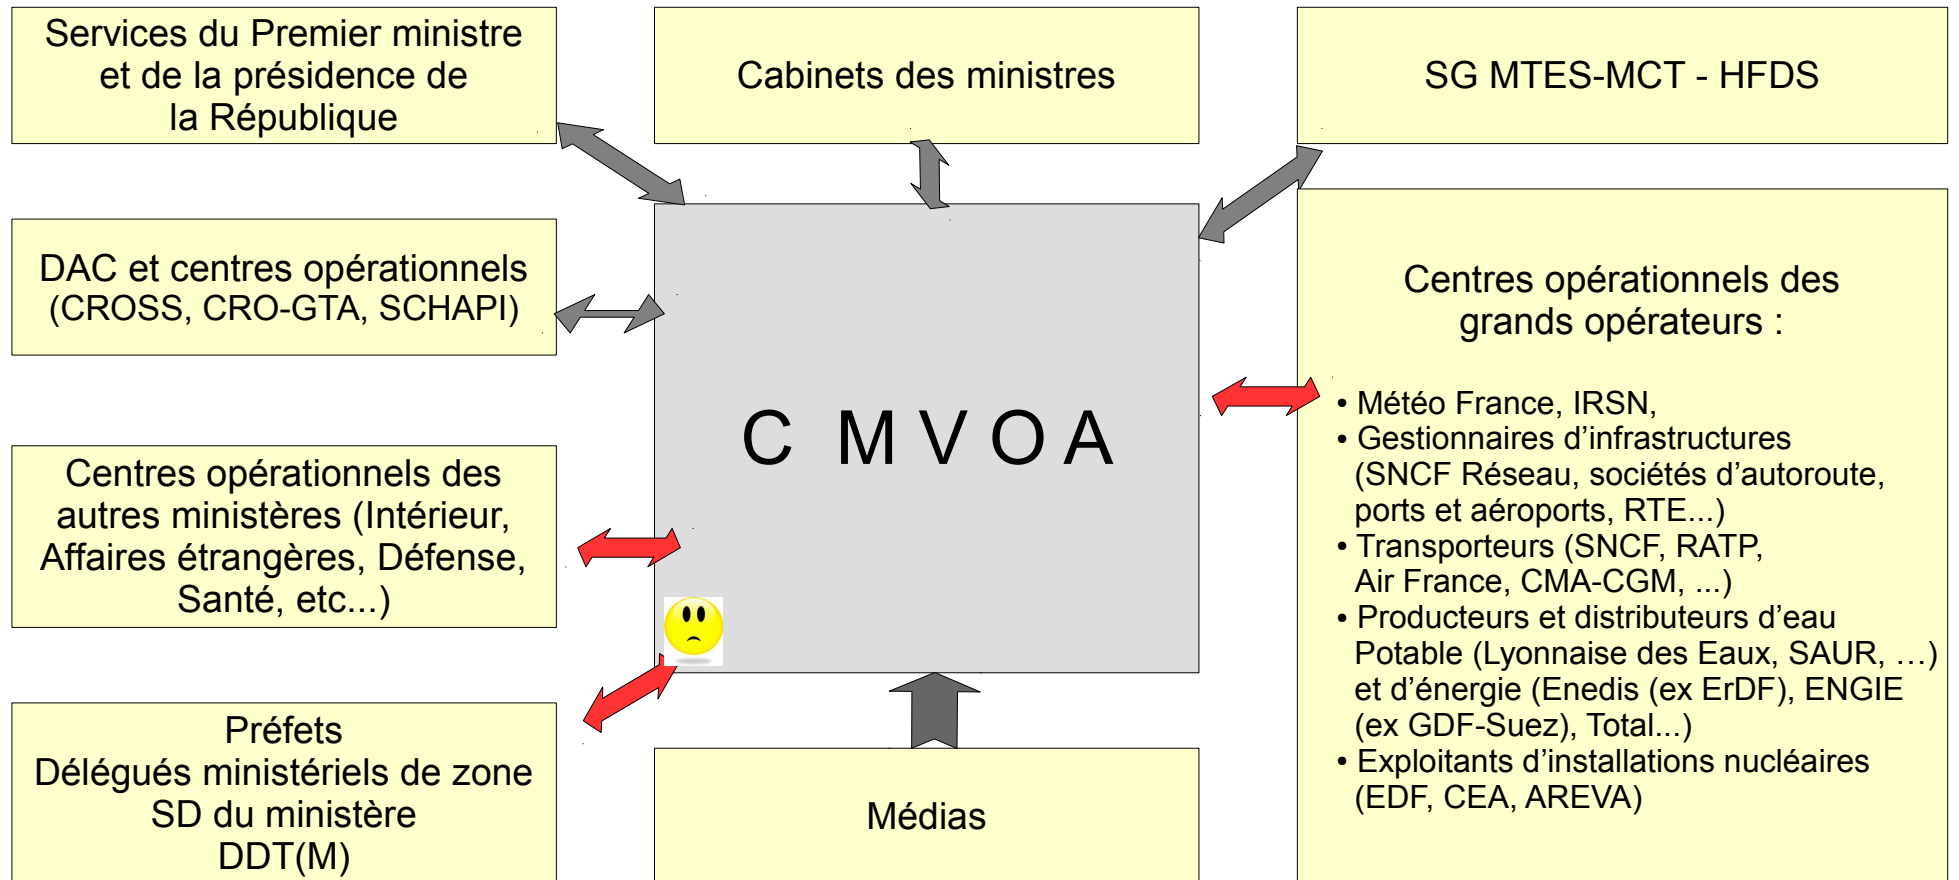 Services du Premier ministre
et de la présidence de
la République
Cabinets des ministres
SG MTES-MCT - HFDS
DAC et centres opérationnels
(CROSS, CRO-GTA, SCHAPI)
Centres opérationnels des
autres ministères (Intérieur,
Affaires étrangères, Défense,
Santé, etc...)
Préfets
Délégués ministériels de zone
SD du ministère
DDT(M)
C M V O A
Médias
Centres opérationnels des
grands opérateurs :
• Météo France, IRSN,
• Gestionnaires d’infrastructures
(SNCF Réseau, sociétés d’autoroute,
ports et aéroports, RTE...)
• Transporteurs (SNCF, RATP,
Air France, CMA-CGM, ...)
• Producteurs et distributeurs d’eau
Potable (Lyonnaise des Eaux, SAUR, …)
et d’énergie (Enedis (ex ErDF), ENGIE
(ex GDF-Suez), Total...)
• Exploitants d’installations nucléaires
(EDF, CEA, AREVA)